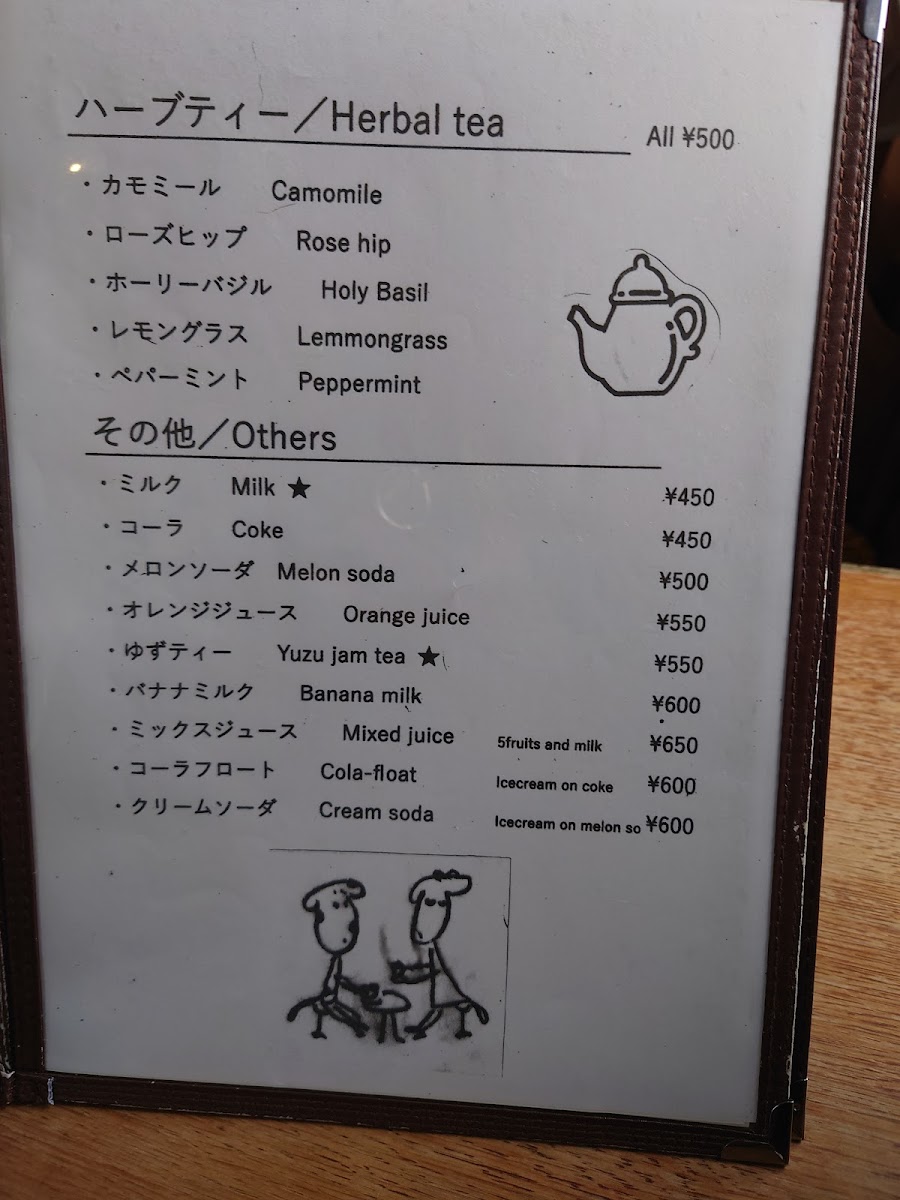 ハーブティー／Herbal tea All ¥500
・カモミール Camomile
・ローズヒップ Rose hip
・ホーリーバジル Holy Basil
・レモングラス Lemmongrass
・ペパーミント Peppermint
その他／Others
・ミルク Milk ★ ¥450
・コーラ Coke ¥450
・メロンソーダ Melon soda ¥500
・オレンジジュース Orange juice ¥550
・ゆずティー Yuzu jam tea ★ ¥550
・バナナミルク Banana milk ¥600
・ミックスジュース Mixed juice 5fruits and milk ¥650
・コーラフロート Cola-float Icecream on coke ¥600
・クリームソーダ Cream soda Icecream on melon so ¥600